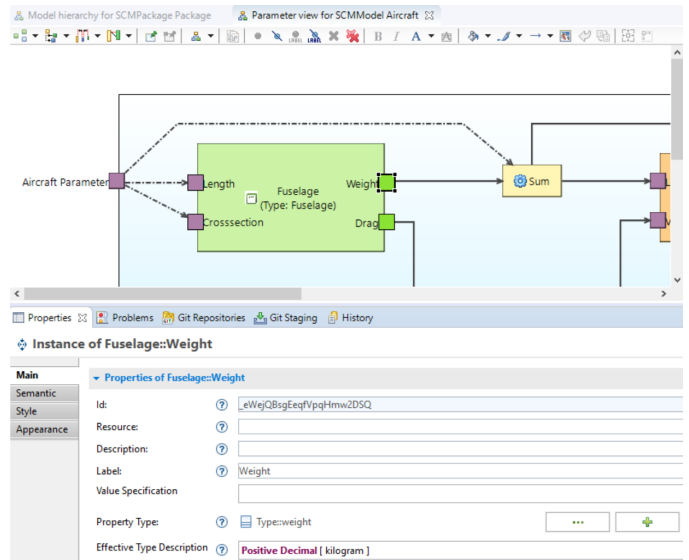 Model hierarchy for SCMPackage Package
Parameter view for SCMModel Aircraft
B I A
Aircraft Parameter
Length
Weight
Sum
Fuselage
(Type: Fuselage)
Crosssection
Drag
Properties Problems Git Repositories Git Staging History
Instance of Fuselage::Weight
Main
Properties of Fuselage::Weight
Semantic
Style
Appearance
Id: _eWejQBsgEeqfVpqHmw2DSQ
Resource:
Description:
Label: Weight
Value Specification
Property Type: Type::weight
Effective Type Description Positive Decimal [ kilogram ]